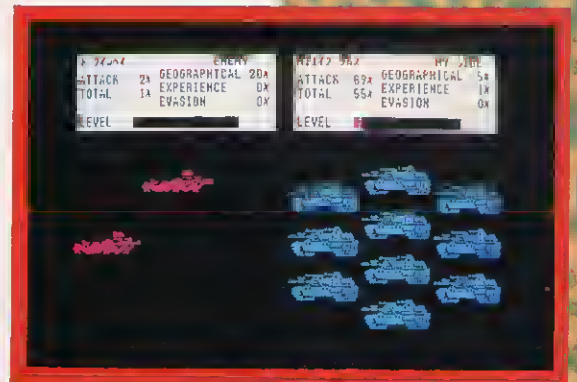 ENEMY
ATTACK 2% GEOGRAPHICAL 20%
TOTAL 1% EXPERIENCE 0%
EVASION 0%
LEVEL
MY SIDE
ATTACK 69% GEOGRAPHICAL 5%
TOTAL 55% EXPERIENCE 1%
EVASION 0%
LEVEL